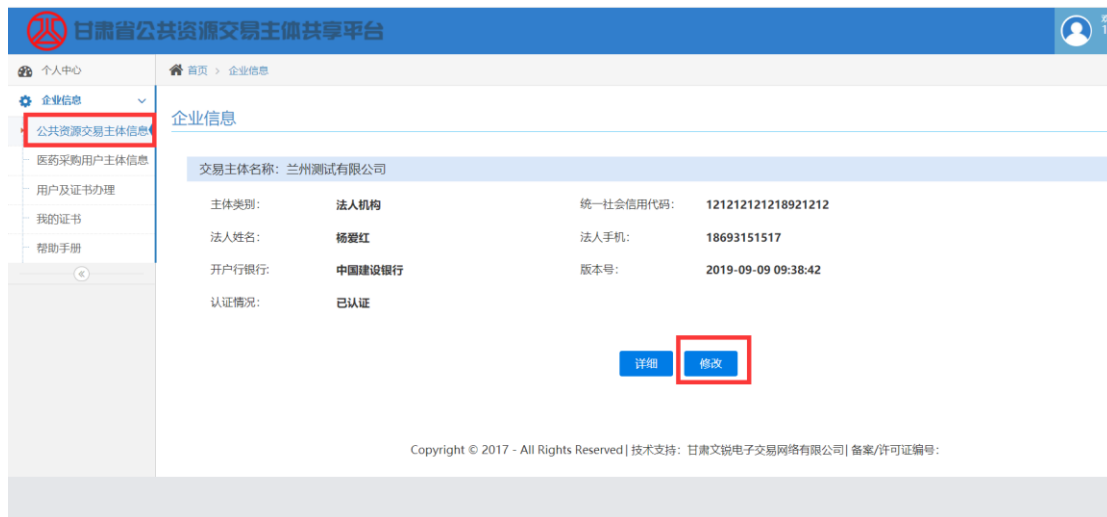 甘肃省公共资源交易主体共享平台
个人中心
首页 > 企业信息
企业信息
公共资源交易主体信息
医药采购用户主体信息
用户及证书办理
我的证书
帮助手册
企业信息
交易主体名称：兰州测试有限公司
主体类别： 法人机构 统一社会信用代码： 121212121218921212
法人姓名： 杨爱红 法人手机： 18693151517
开户行银行： 中国建设银行 版本号： 2019-09-09 09:38:42
认证情况： 已认证
详细 修改
Copyright © 2017 - All Rights Reserved| 技术支持：甘肃文锐电子交易网络有限公司| 备案/许可证编号：